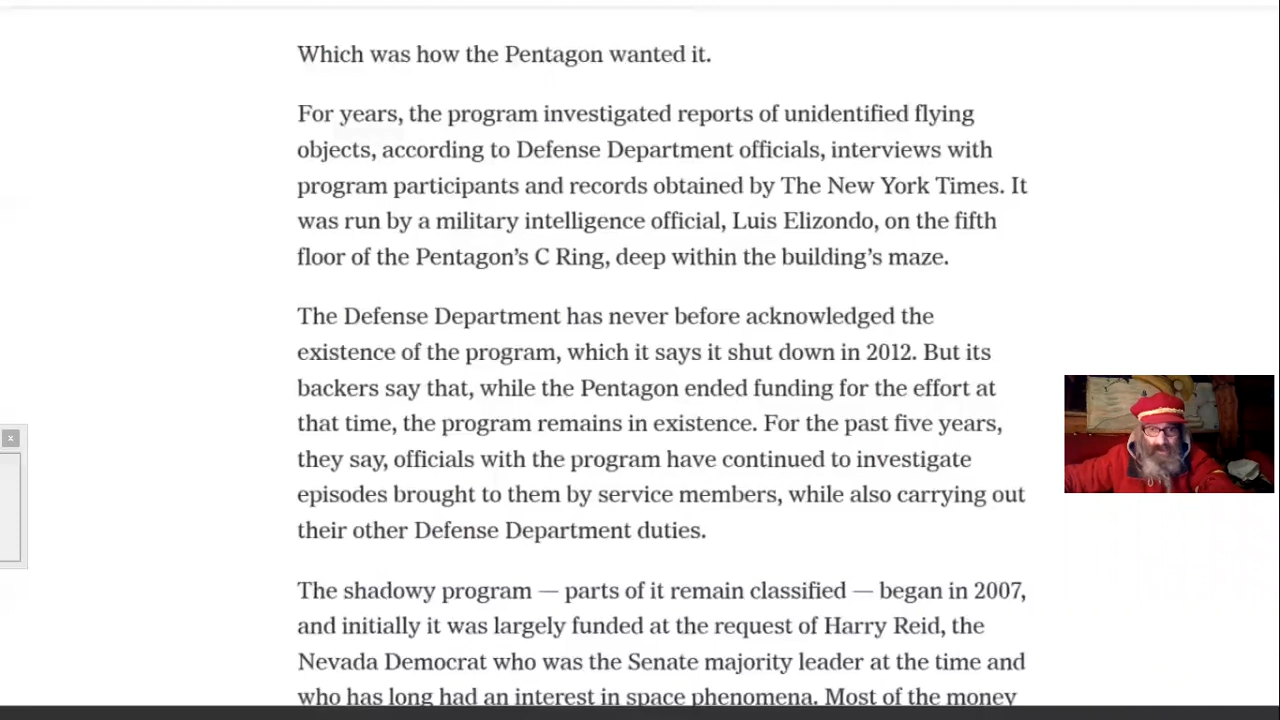 Which was how the Pentagon wanted it.
For years, the program investigated reports of unidentified flying
objects, according to Defense Department officials, interviews with
program participants and records obtained by The New York Times. It
was run by a military intelligence official, Luis Elizondo, on the fifth
floor of the Pentagon’s C Ring, deep within the building’s maze.
The Defense Department has never before acknowledged the
existence of the program, which it says it shut down in 2012. But its
backers say that, while the Pentagon ended funding for the effort at
that time, the program remains in existence. For the past five years,
they say, officials with the program have continued to investigate
episodes brought to them by service members, while also carrying out
their other Defense Department duties.
The shadowy program — parts of it remain classified — began in 2007,
and initially it was largely funded at the request of Harry Reid, the
Nevada Democrat who was the Senate majority leader at the time and
who has long had an interest in space phenomena. Most of the money